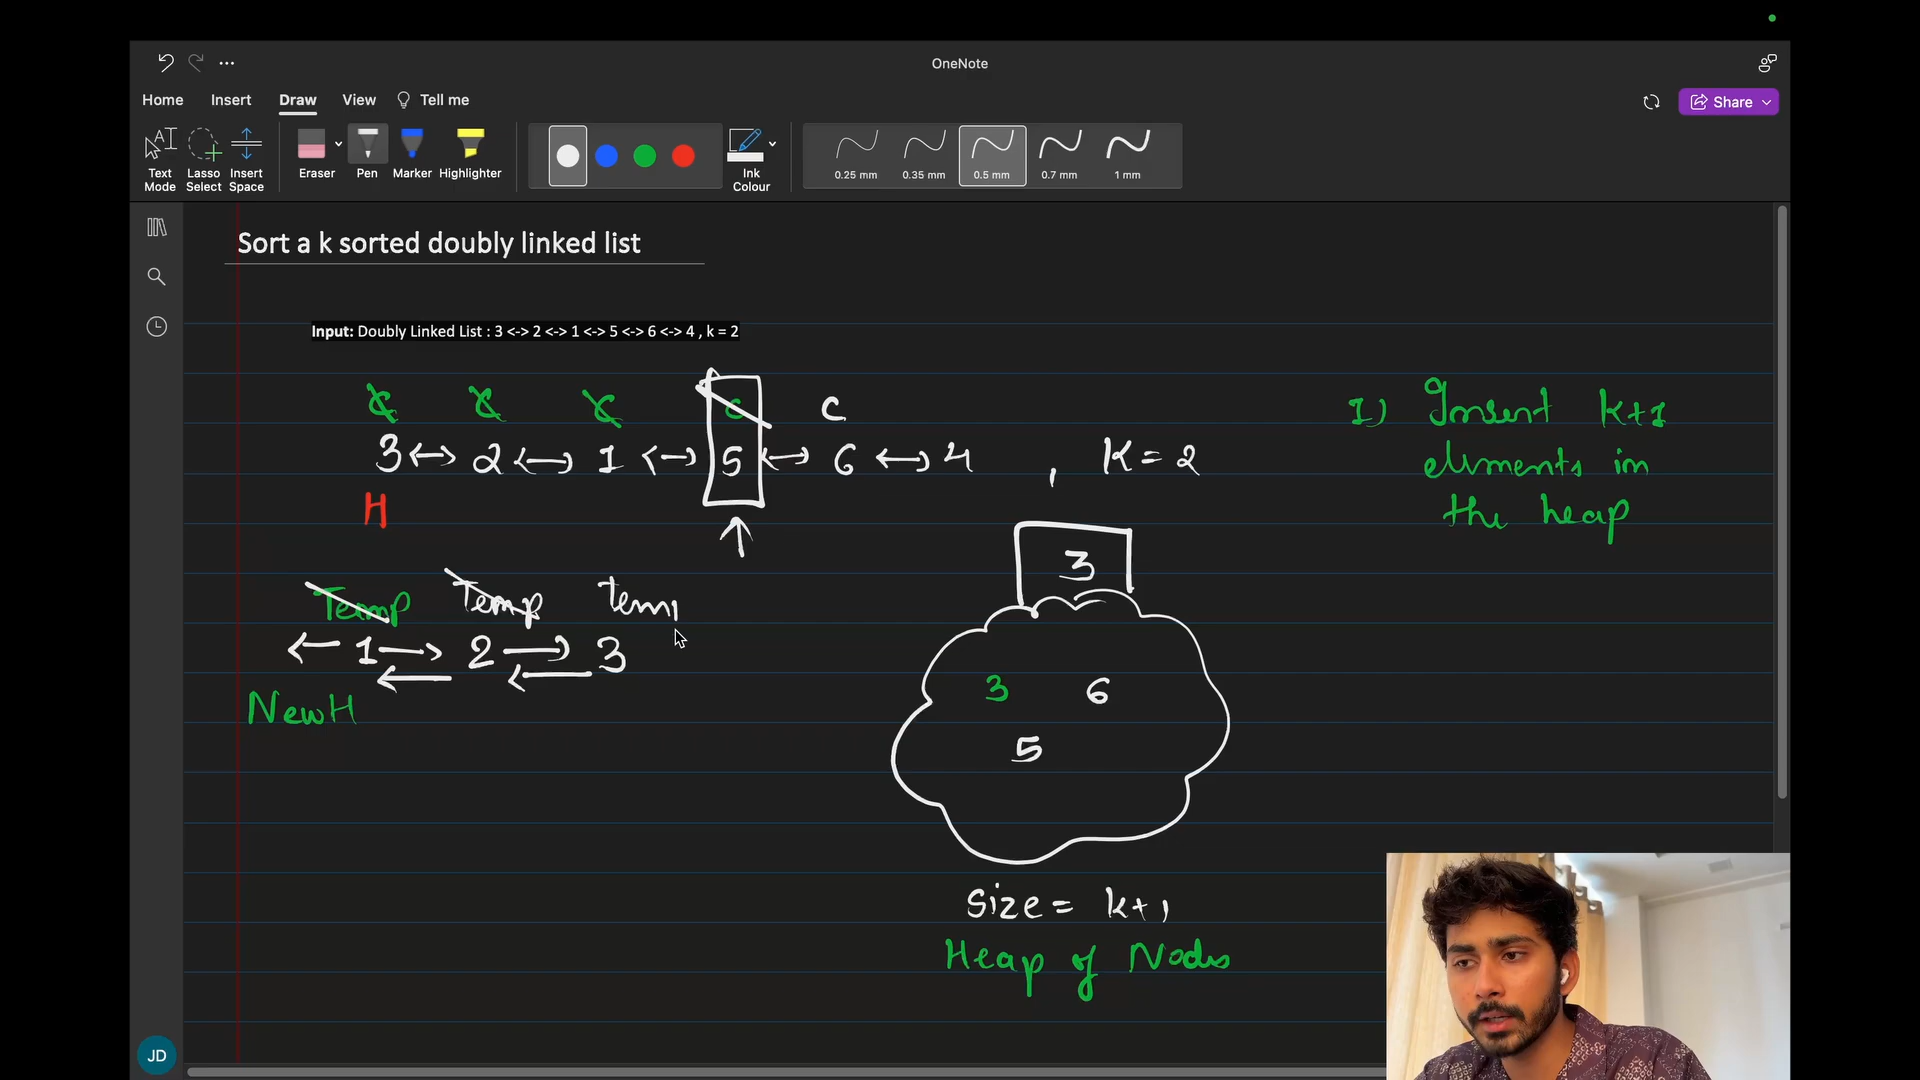 OneNote
Home Insert Draw View Tell me
Share
Text Mode
Lasso Select
Insert Space
Eraser
Pen
Marker
Highlighter
Ink Colour
0.25 mm
0.35 mm
0.5 mm
0.7 mm
1 mm
Sort a k sorted doubly linked list
Input: Doubly Linked List : 3 <-> 2 <-> 1 <-> 5 <-> 6 <-> 4 , k = 2
C C C C C
3 ↔ 2 ↔ 1 ↔ 5 ↔ 6 ↔ 4 , K = 2
H
1) Insert k+1
elements in
the heap
3
Temp Temp Tem
← 1 → 2 → 3
← ←
NewH
3 6
5
Size = k+1
Heap of Nodes
JD